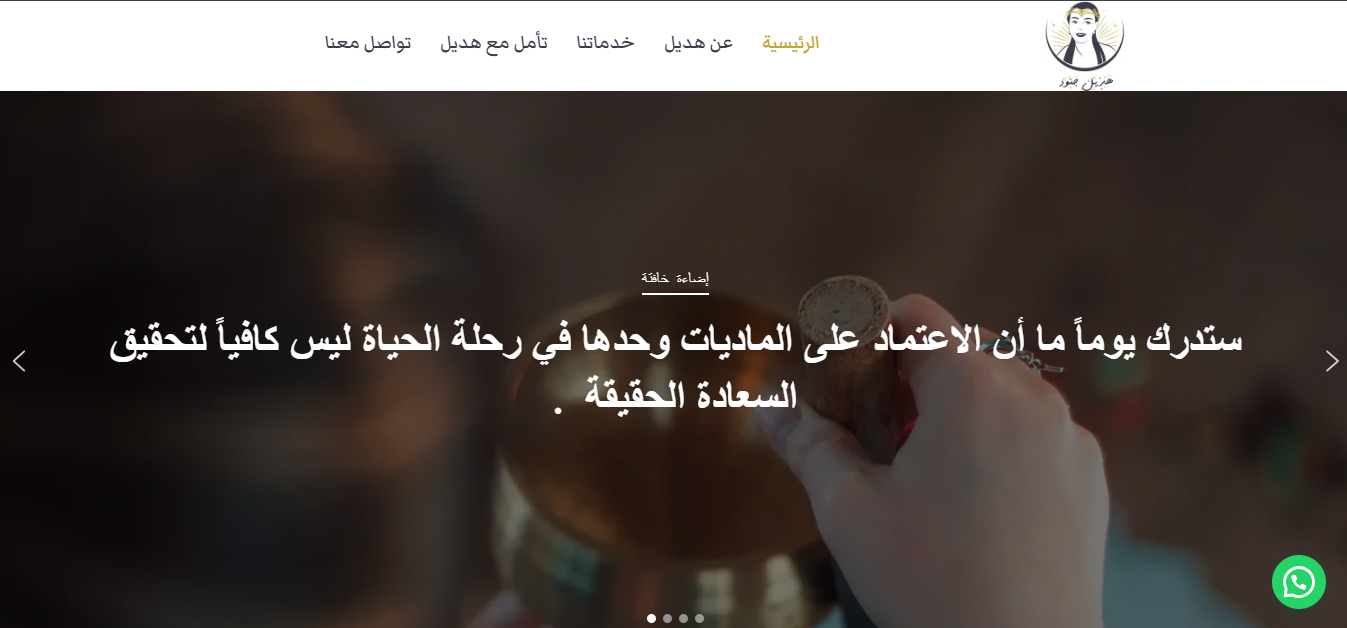 هديل جنود
الرئيسية
عن هديل
خدماتنا
تأمل مع هديل
تواصل معنا
إضاءة خافتة
ستدرك يوماً ما أن الاعتماد على الماديات وحدها في رحلة الحياة ليس كافياً لتحقيق
السعادة الحقيقة .